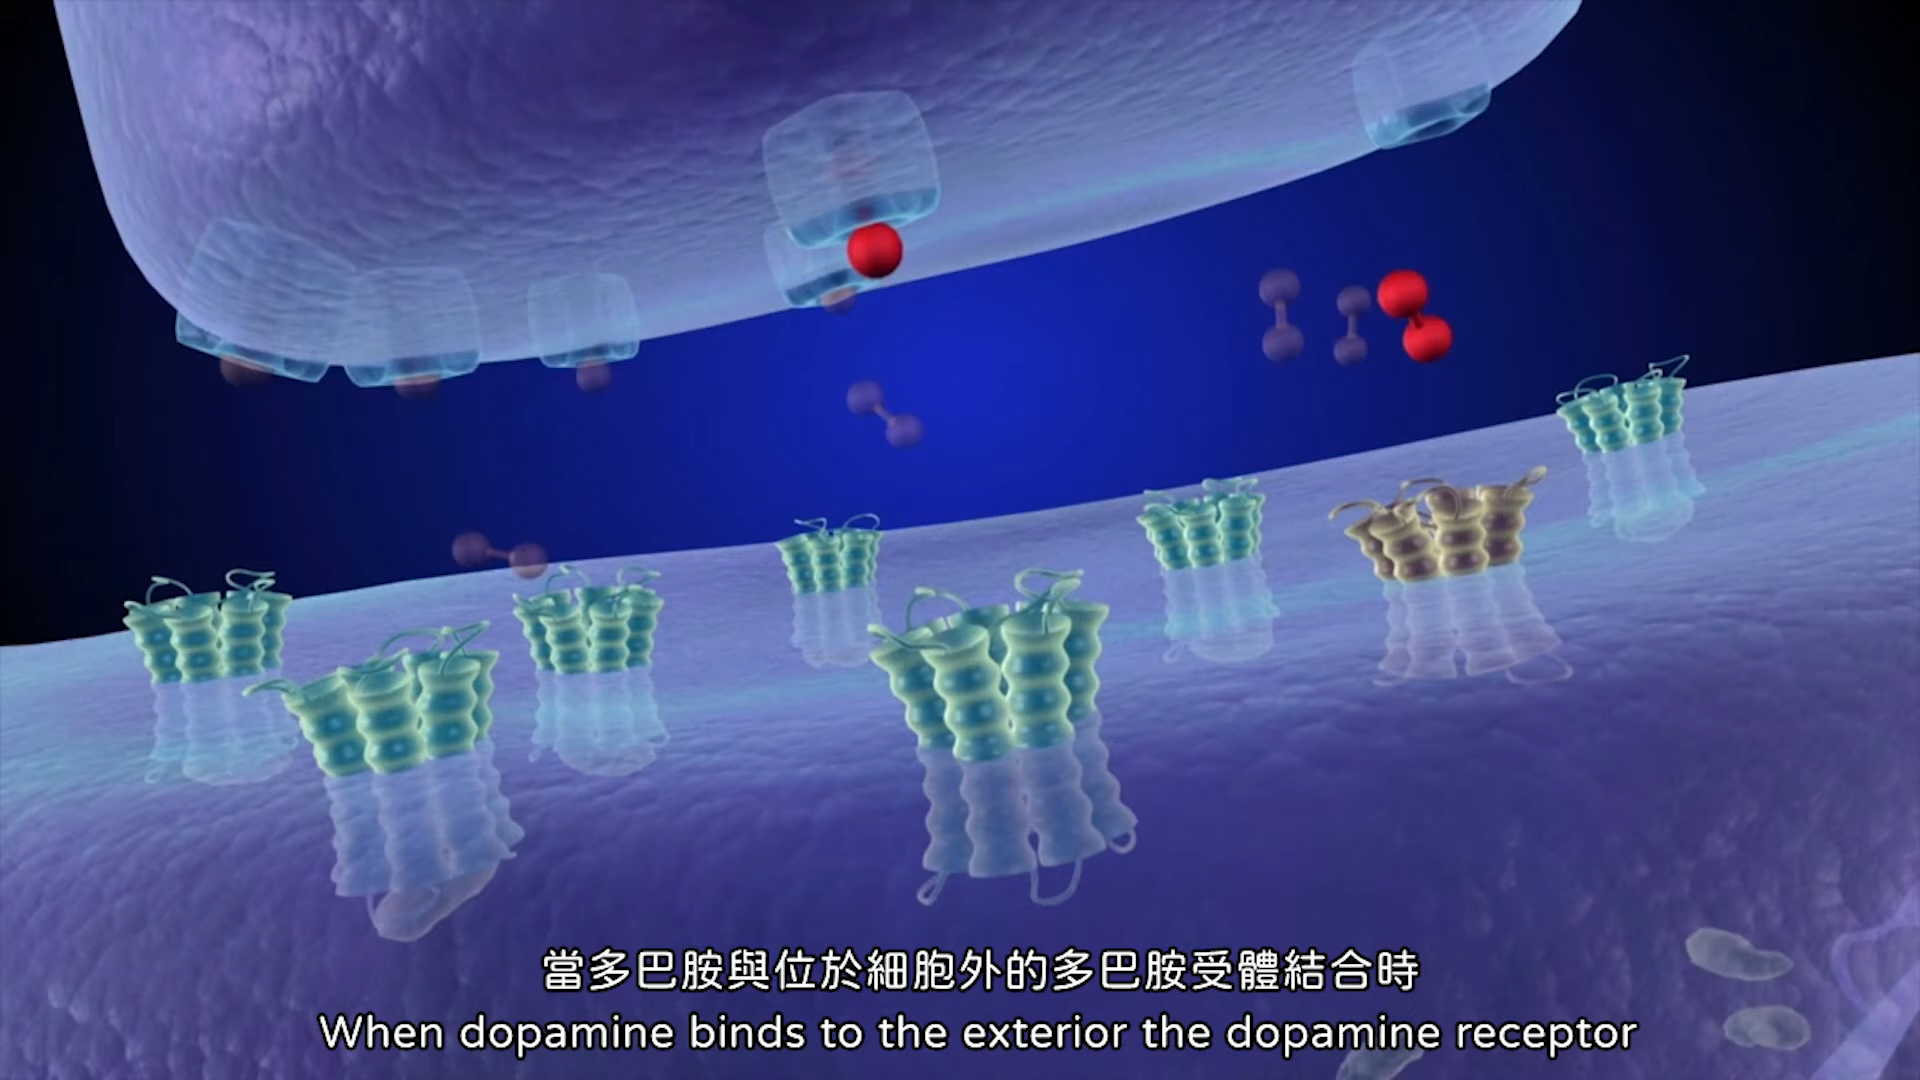 當多巴胺與位於細胞外的多巴胺受體結合時
When dopamine binds to the exterior the dopamine receptor